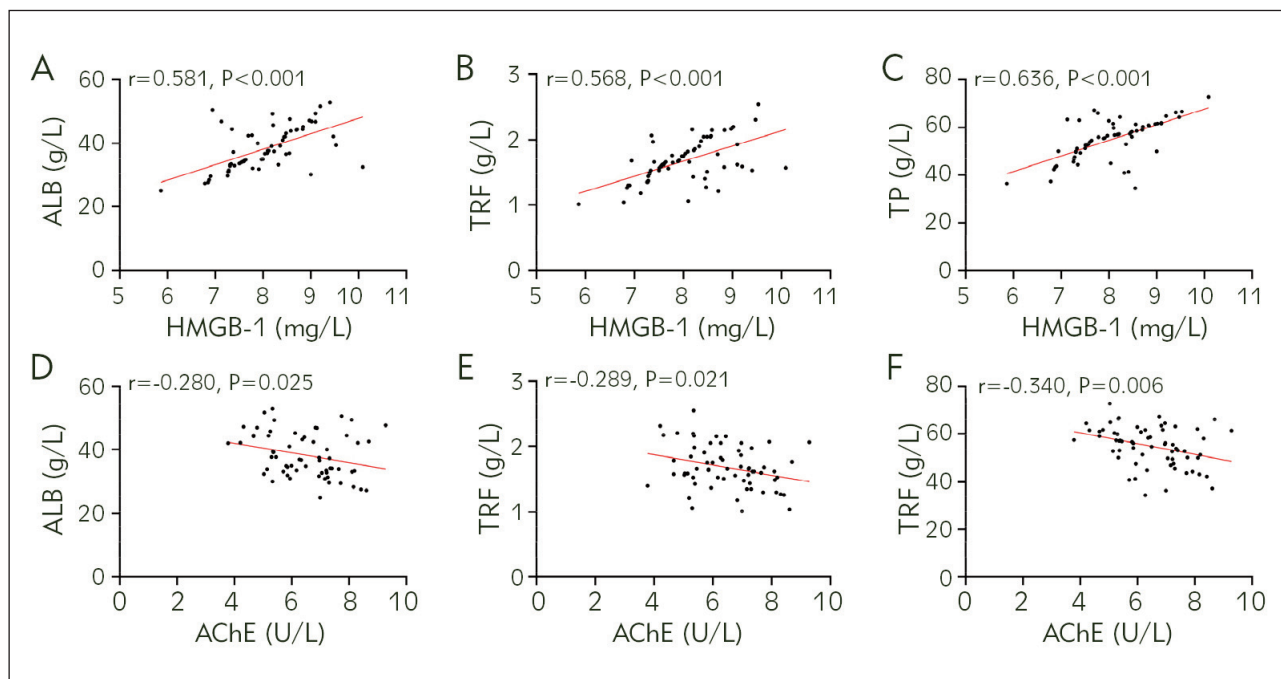 A
r=0.581, P<0.001
60
40
20
0
ALB (g/L)
5 6 7 8 9 10 11
HMGB-1 (mg/L)
B
r=0.568, P<0.001
3
2
1
0
TRF (g/L)
5 6 7 8 9 10 11
HMGB-1 (mg/L)
C
r=0.636, P<0.001
80
60
40
20
0
TP (g/L)
5 6 7 8 9 10 11
HMGB-1 (mg/L)
D
r=-0.280, P=0.025
60
40
20
0
ALB (g/L)
0 2 4 6 8 10
AChE (U/L)
E
r=-0.289, P=0.021
3
2
1
0
TRF (g/L)
0 2 4 6 8 10
AChE (U/L)
F
r=-0.340, P=0.006
80
60
40
20
0
TRF (g/L)
0 2 4 6 8 10
AChE (U/L)